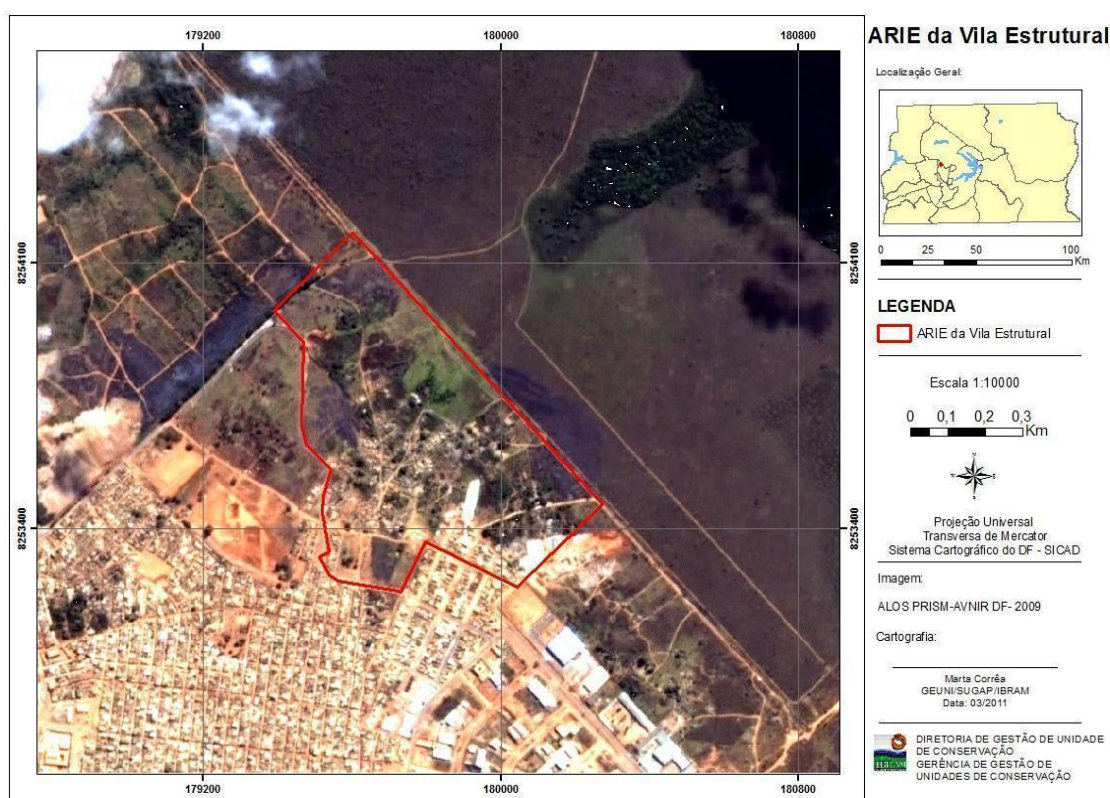 179200 180000 180800
8254100 8254100
8253400 8253400
179200 180000 180800
ARIE da Vila Estrutural
Localização Geral:
0 25 50 100
Km
LEGENDA
ARIE da Vila Estrutural
Escala 1:10000
0 0,1 0,2 0,3
Km
Projeção Universal
Transversa de Mercator
Sistema Cartográfico do DF - SICAD
Imagem:
ALOS PRISM-AVNIR DF- 2009
Cartografia:
Marta Corrêa
GEUNI/SUGAP/IBRAM
Data: 03/2011
IBRAM
DIRETORIA DE GESTÃO DE UNIDADE
DE CONSERVAÇÃO
GERÊNCIA DE GESTÃO DE
UNIDADES DE CONSERVAÇÃO